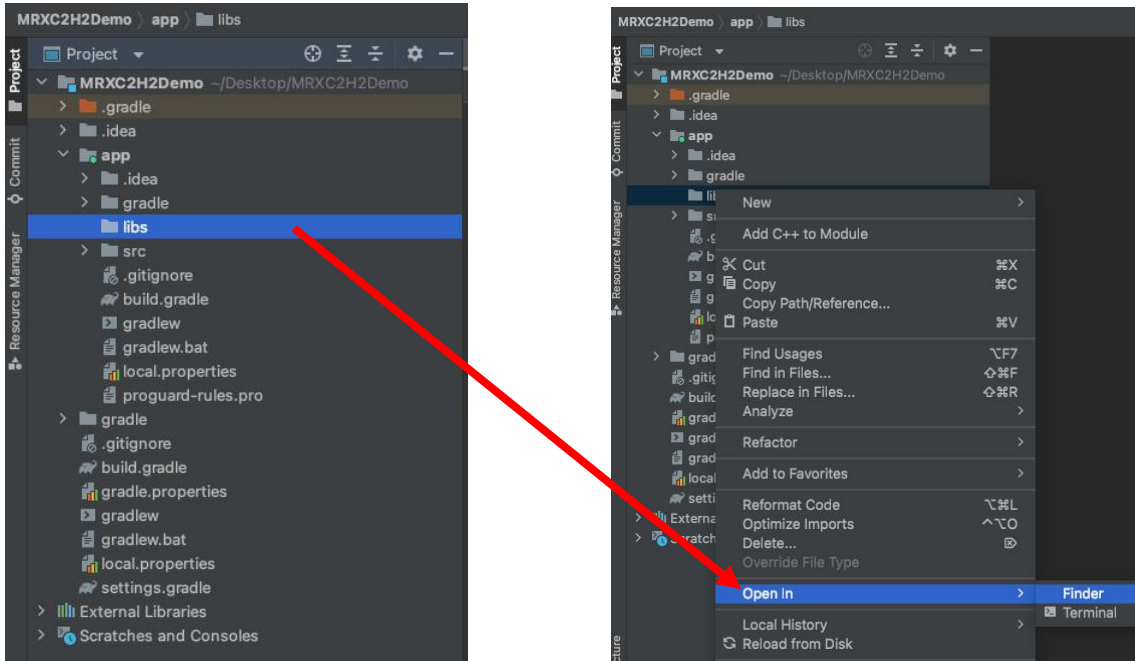 MRXC2H2Demo 〉 app 〉 libs
Project
MRXC2H2Demo ~/Desktop/MRXC2H2Demo
.gradle
.idea
app
.idea
gradle
libs
src
.gitignore
build.gradle
gradlew
gradlew.bat
local.properties
proguard-rules.pro
gradle
.gitignore
build.gradle
gradle.properties
gradlew
gradlew.bat
local.properties
settings.gradle
External Libraries
Scratches and Consoles
Project
Commit
Resource Manager
MRXC2H2Demo 〉 app 〉 libs
Project
MRXC2H2Demo ~/Desktop/MRXC2H2Demo
.gradle
.idea
app
.idea
gradle
Project
Commit
Resource Manager
New
Add C++ to Module
Cut ⌘X
Copy ⌘C
Copy Path/Reference...
Paste ⌘V
Find Usages ⌥F7
Find in Files... ⇧⌘F
Replace in Files... ⇧⌘R
Analyze
Refactor
Add to Favorites
Reformat Code ⌥⌘L
Optimize Imports ^⌥O
Delete... ⌦
Override File Type
Open In
Local History
Reload from Disk
Finder
Terminal